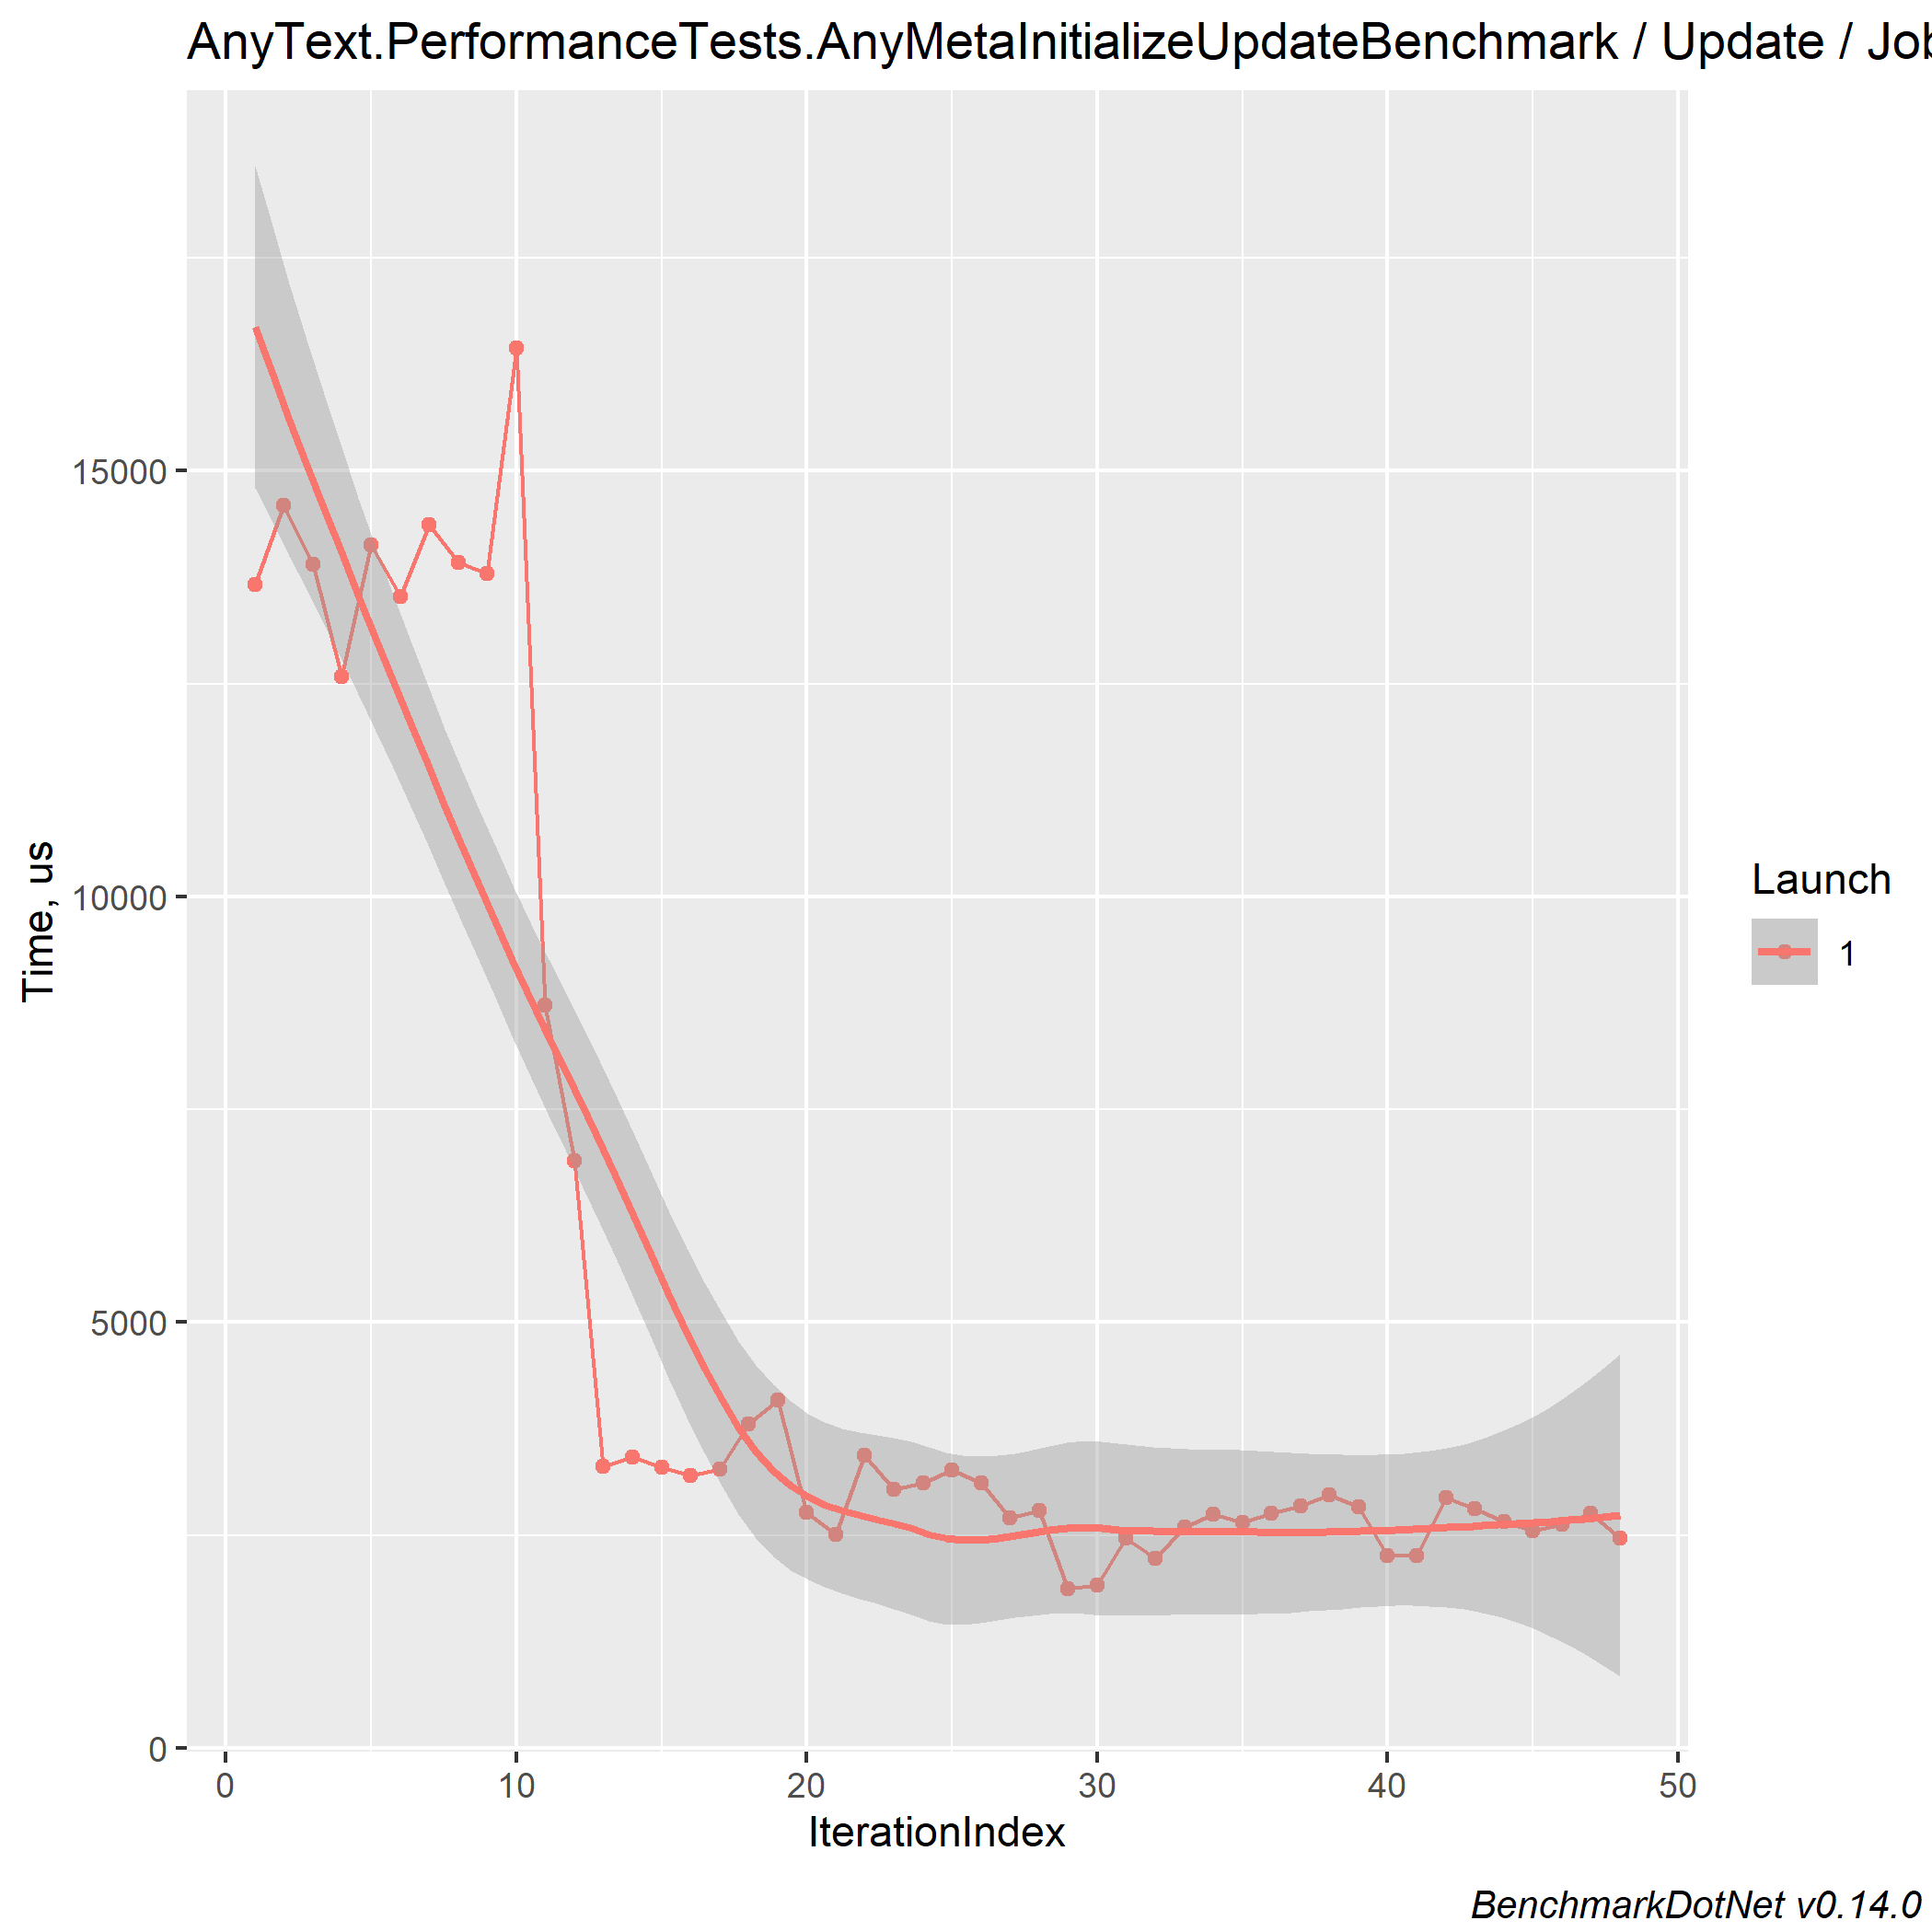 AnyText.PerformanceTests.AnyMetaInitializeUpdateBenchmark / Update / Job
15000
10000
5000
0
Time, us
0 10 20 30 40 50
IterationIndex
Launch
1
BenchmarkDotNet v0.14.0